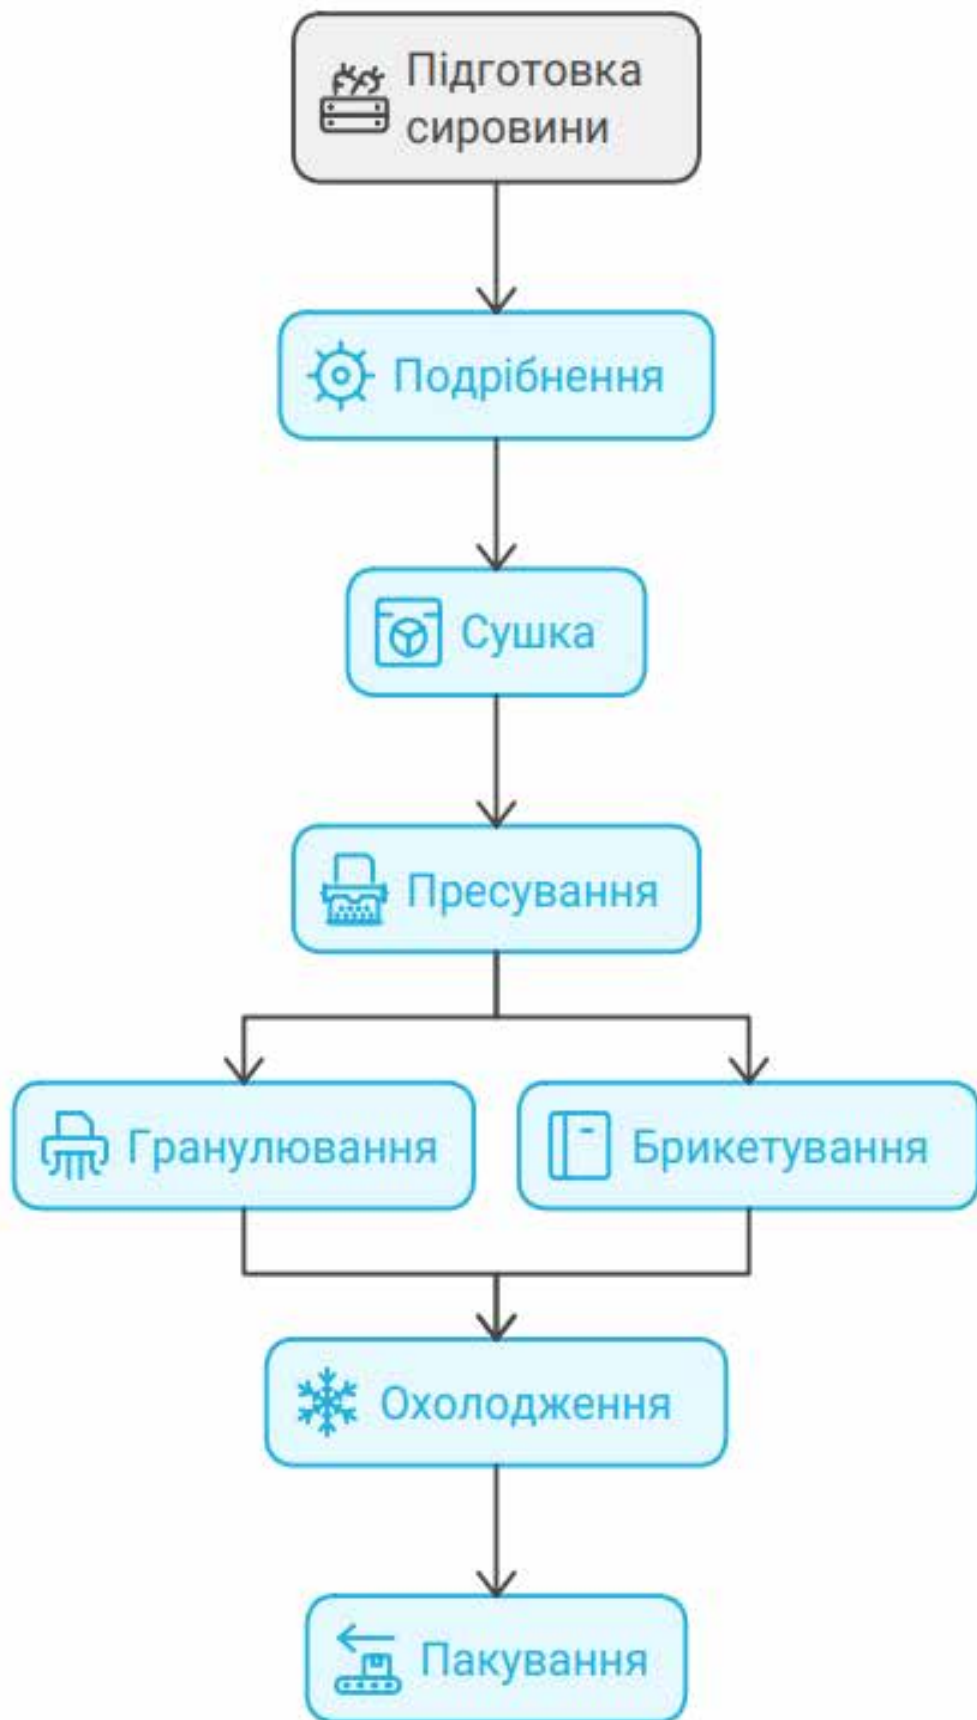 Підготовка
сировини
Подрібнення
Сушка
Пресування
Гранулювання
Брикетування
Охолодження
Пакування